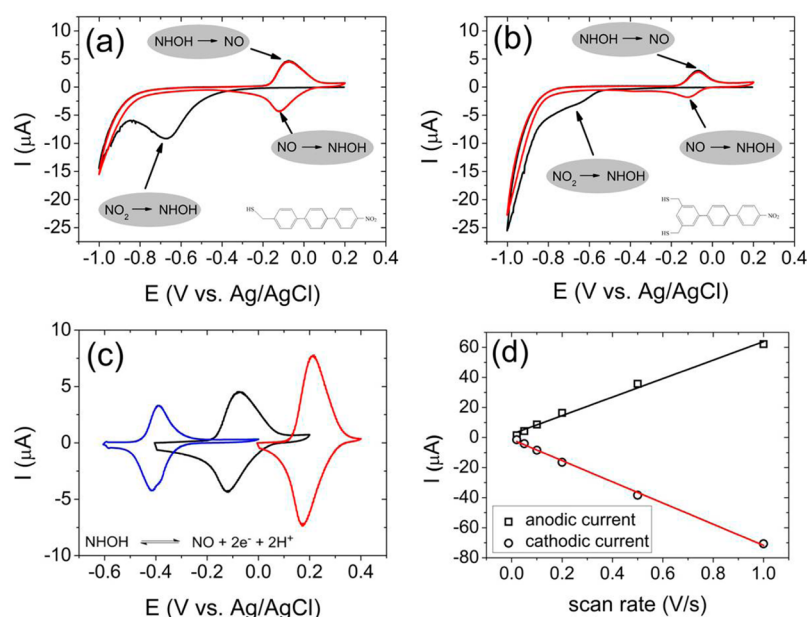 (a)
NHOH → NO
NO → NHOH
NO₂ → NHOH
HS
NO₂
I (μA)
10
5
0
-5
-10
-15
-20
-25
-1.0 -0.8 -0.6 -0.4 -0.2 0.0 0.2 0.4
E (V vs. Ag/AgCl)
(b)
NHOH → NO
NO → NHOH
NO₂ → NHOH
HS
NO₂
HS
I (μA)
10
5
0
-5
-10
-15
-20
-25
-1.0 -0.8 -0.6 -0.4 -0.2 0.0 0.2 0.4
E (V vs. Ag/AgCl)
(c)
I (μA)
10
5
0
-5
-10
NHOH ⇌ NO + 2e⁻ + 2H⁺
-0.6 -0.4 -0.2 0.0 0.2 0.4
E (V vs. Ag/AgCl)
(d)
I (μA)
60
40
20
0
-20
-40
-60
-80
anodic current
cathodic current
0.0 0.2 0.4 0.6 0.8 1.0
scan rate (V/s)